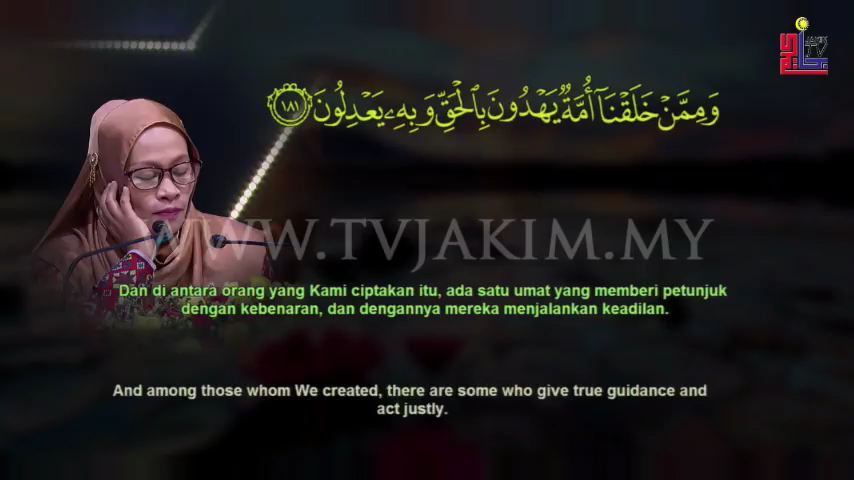 وَمِمَّنْ خَلَقْنَآ أُمَّةٌ يَهْدُونَ بِٱلْحَقِّ وَبِهِۦ يَعْدِلُونَ ١٨١
WWW.TVJAKIM.MY
Dan di antara orang yang Kami ciptakan itu, ada satu umat yang memberi petunjuk
dengan kebenaran, dan dengannya mereka menjalankan keadilan.
And among those whom We created, there are some who give true guidance and
act justly.